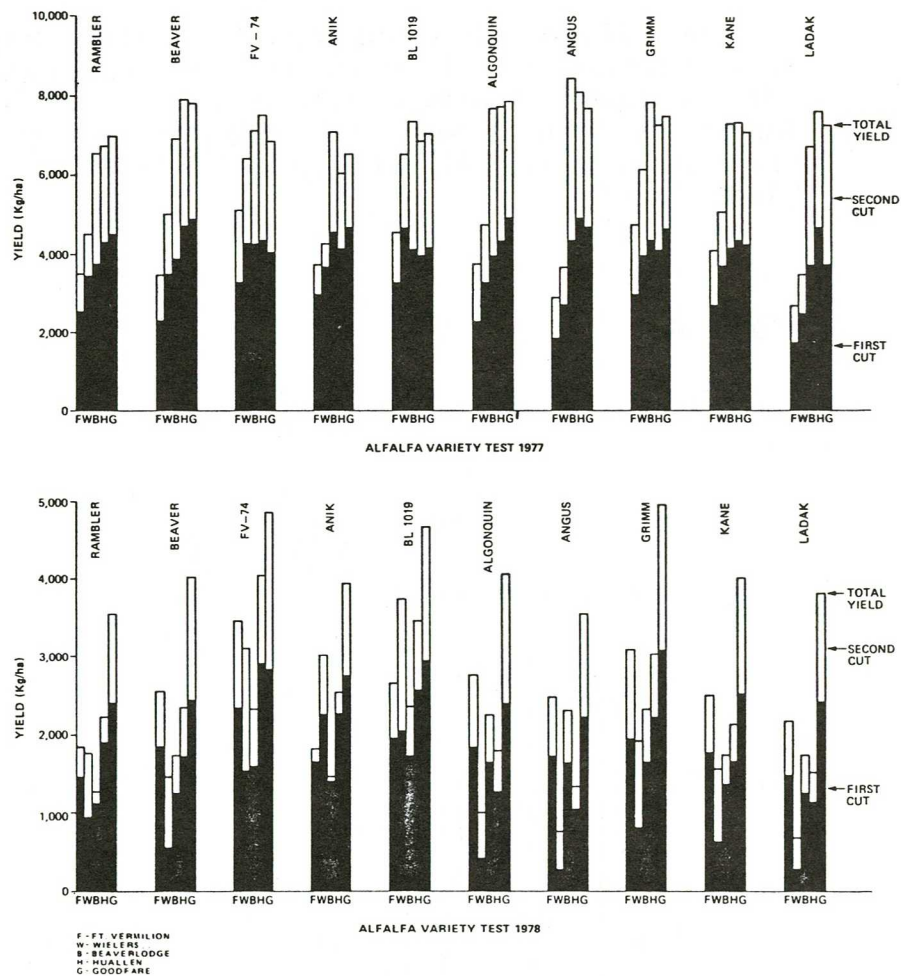 10,000
8,000
6,000
4,000
2,000
0
YIELD (Kg/ha)
RAMBLER
BEAVER
FV – 74
ANIK
BL 1019
ALGONQUIN
ANGUS
GRIMM
KANE
LADAK
TOTAL YIELD
SECOND CUT
FIRST CUT
FWBHG FWBHG FWBHG FWBHG FWBHG FWBHG FWBHG FWBHG FWBHG FWBHG
ALFALFA VARIETY TEST 1977
5,000
4,000
3,000
2,000
1,000
0
YIELD (Kg/ha)
RAMBLER
BEAVER
FV-74
ANIK
BL 1019
ALGONQUIN
ANGUS
GRIMM
KANE
LADAK
TOTAL YIELD
SECOND CUT
FIRST CUT
FWBHG FWBHG FWBHG FWBHG FWBHG FWBHG FWBHG FWBHG FWBHG FWBHG
ALFALFA VARIETY TEST 1978
F - FT. VERMILION
W - WIELERS
B - BEAVERLODGE
H - HUALLEN
G - GOODFARE